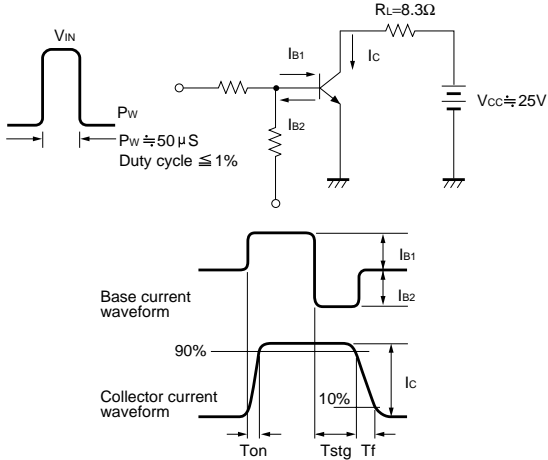 RL=8.3Ω
VIN
IB1
IC
PW
VCC≒25V
IB2
PW≒50μS
Duty cycle ≦1%
IB1
IB2
Base current
waveform
90%
IC
Collector current
waveform
10%
Ton
Tstg
Tf